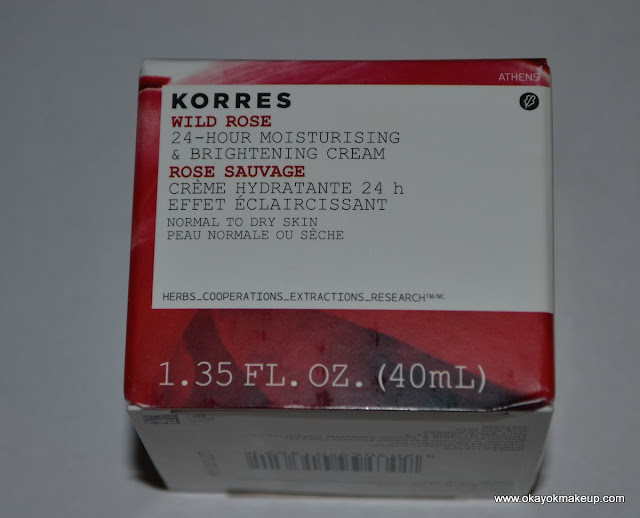 ATHENS
KORRES
WILD ROSE
24-HOUR MOISTURISING
& BRIGHTENING CREAM
ROSE SAUVAGE
CRÈME HYDRATANTE 24 h
EFFET ÉCLAIRCISSANT
NORMAL TO DRY SKIN
PEAU NORMALE OU SÈCHE
HERBS_COOPERATIONS_EXTRACTIONS_RESEARCH™/MC
1.35 FL. OZ. (40mL)
www.okayokmakeup.com